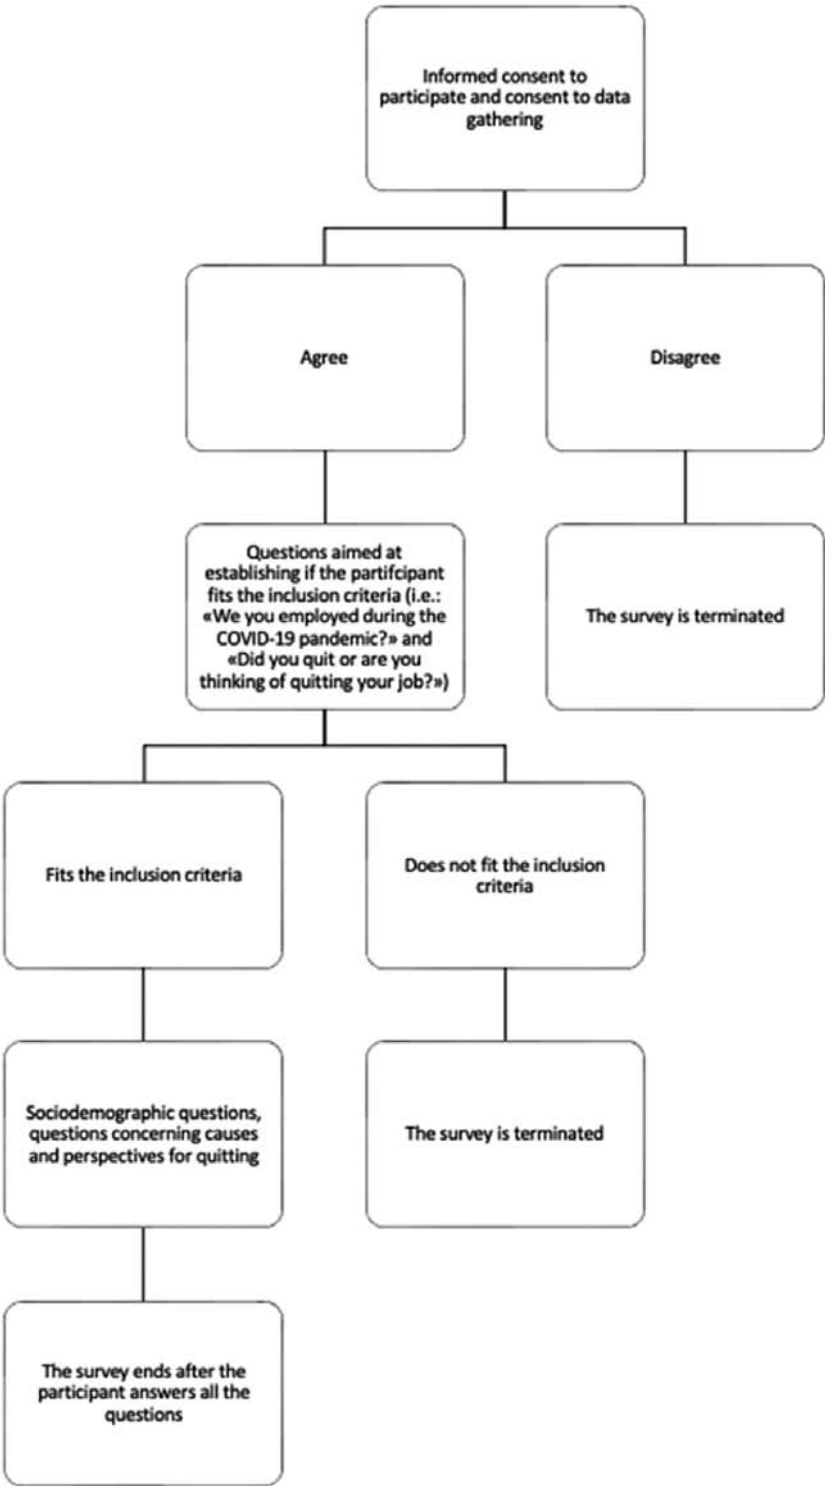 Informed consent to
participate and consent to data
gathering
Agree
Disagree
Questions aimed at
establishing if the partifcipant
fits the inclusion criteria (i.e.:
«We you employed during the
COVID-19 pandemic?» and
«Did you quit or are you
thinking of quitting your job?»)
The survey is terminated
Fits the inclusion criteria
Does not fit the inclusion
criteria
Sociodemographic questions,
questions concerning causes
and perspectives for quitting
The survey is terminated
The survey ends after the
participant answers all the
questions